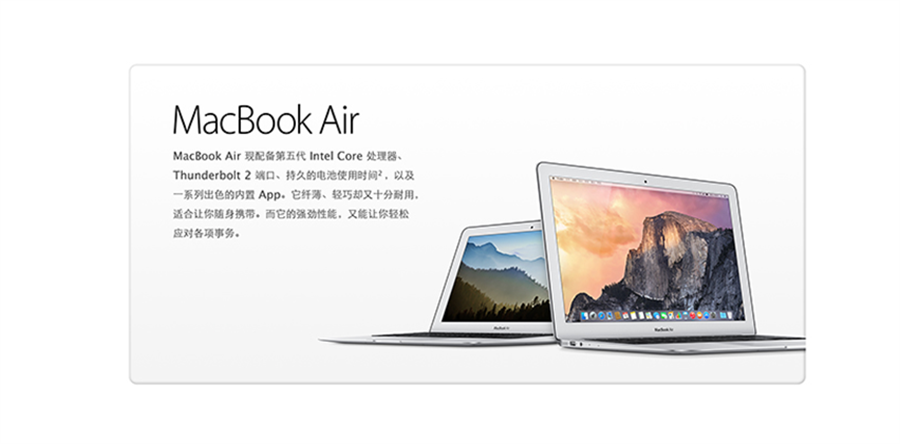 MacBook Air
MacBook Air 现配备第五代 Intel Core 处理器、
Thunderbolt 2 端口、持久的电池使用时间²，以及
一系列出色的内置 App。它纤薄、轻巧却又十分耐用，
适合让你随身携带。而它的强劲性能，又能让你轻松
应对各项事务。
MacBook Air
MacBook Air